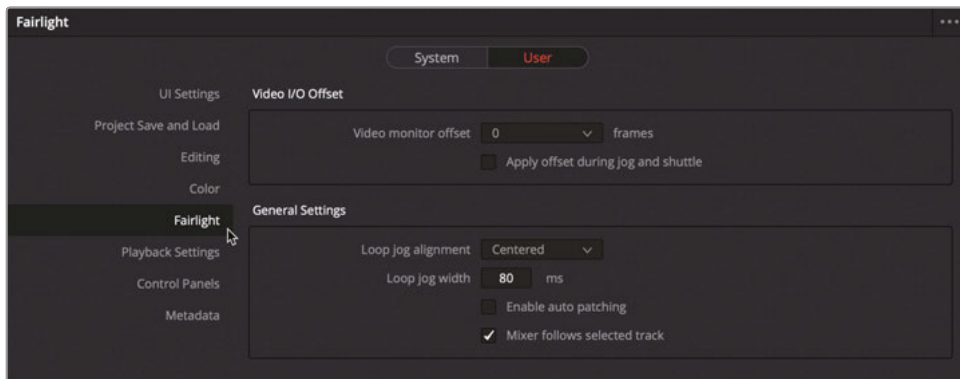 Fairlight
System User
UI Settings
Project Save and Load
Editing
Color
Fairlight
Playback Settings
Control Panels
Metadata
Video I/O Offset
Video monitor offset 0 frames
Apply offset during jog and shuttle
General Settings
Loop jog alignment Centered
Loop jog width 80 ms
Enable auto patching
Mixer follows selected track